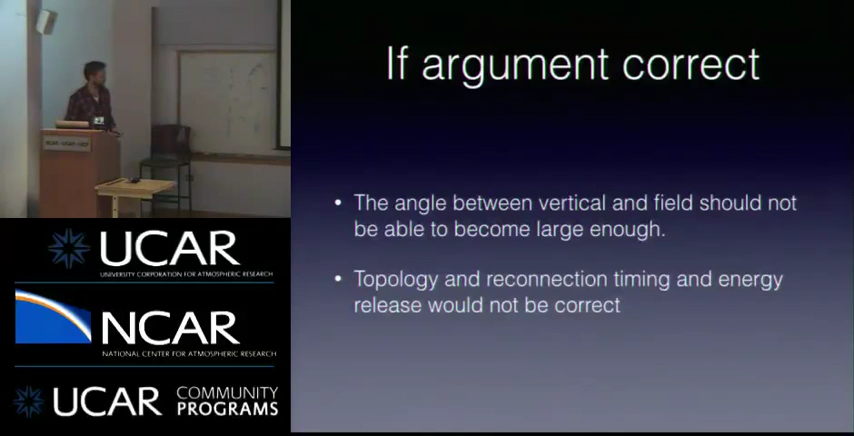 If argument correct
• The angle between vertical and field should not
be able to become large enough.
• Topology and reconnection timing and energy
release would not be correct
UCAR
UNIVERSITY CORPORATION FOR ATMOSPHERIC RESEARCH
NCAR
NATIONAL CENTER FOR ATMOSPHERIC RESEARCH
UCAR COMMUNITY
PROGRAMS